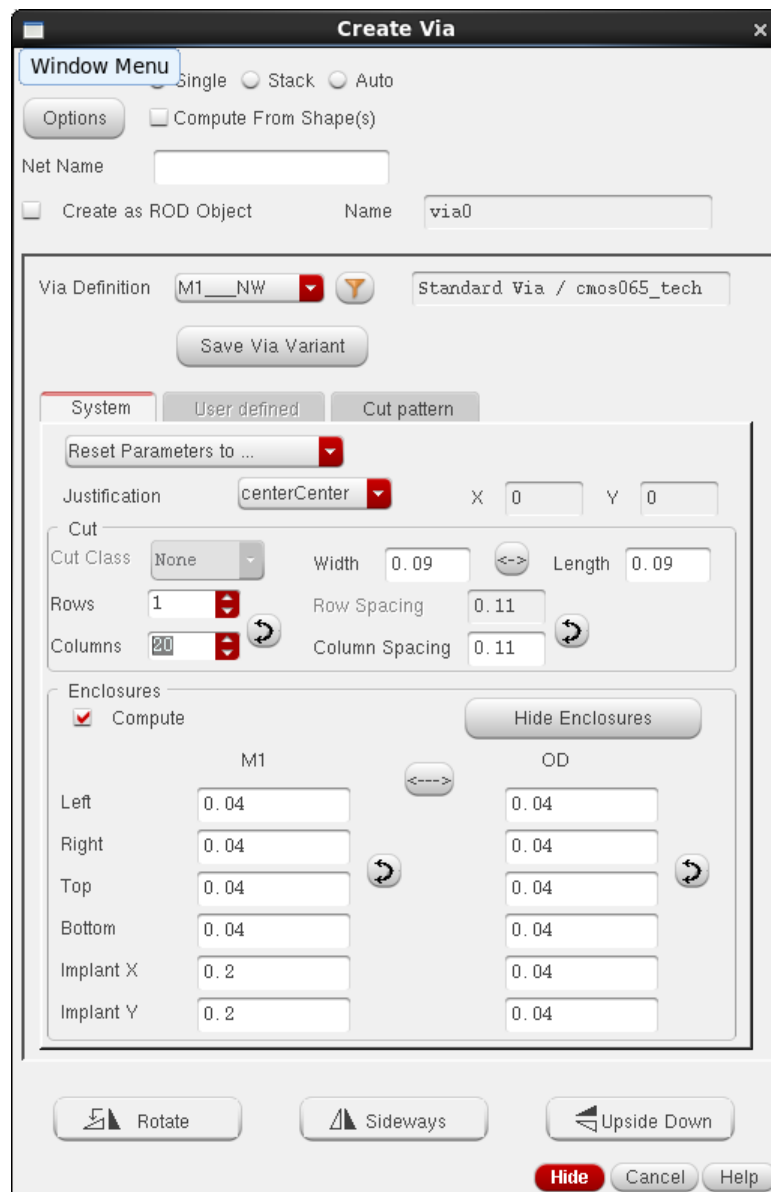 Create Via
Window Menu
Single Stack Auto
Options Compute From Shape(s)
Net Name
Create as ROD Object Name via0
Via Definition M1___NW Standard Via / cmos065_tech
Save Via Variant
System User defined Cut pattern
Reset Parameters to ...
Justification centerCenter X 0 Y 0
Cut
Cut Class None Width 0.09 <-> Length 0.09
Rows 1 Row Spacing 0.11
Columns 20 Column Spacing 0.11
Enclosures
Compute Hide Enclosures
M1 <---> OD
Left 0.04 0.04
Right 0.04 0.04
Top 0.04 0.04
Bottom 0.04 0.04
Implant X 0.2 0.04
Implant Y 0.2 0.04
Rotate Sideways Upside Down
Hide Cancel Help